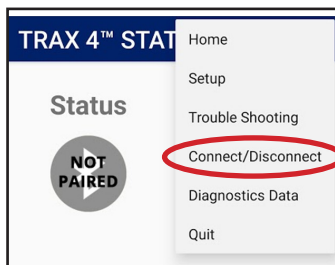 TRAX 4™ STAT
Status
NOT
PAIRED
Home
Setup
Trouble Shooting
Connect/Disconnect
Diagnostics Data
Quit